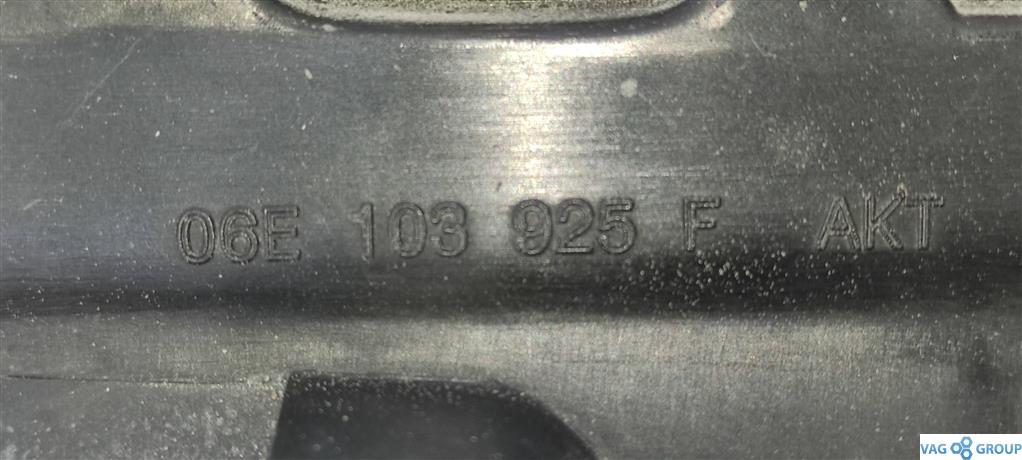 06E 103 925 F AKT
VAG GROUP